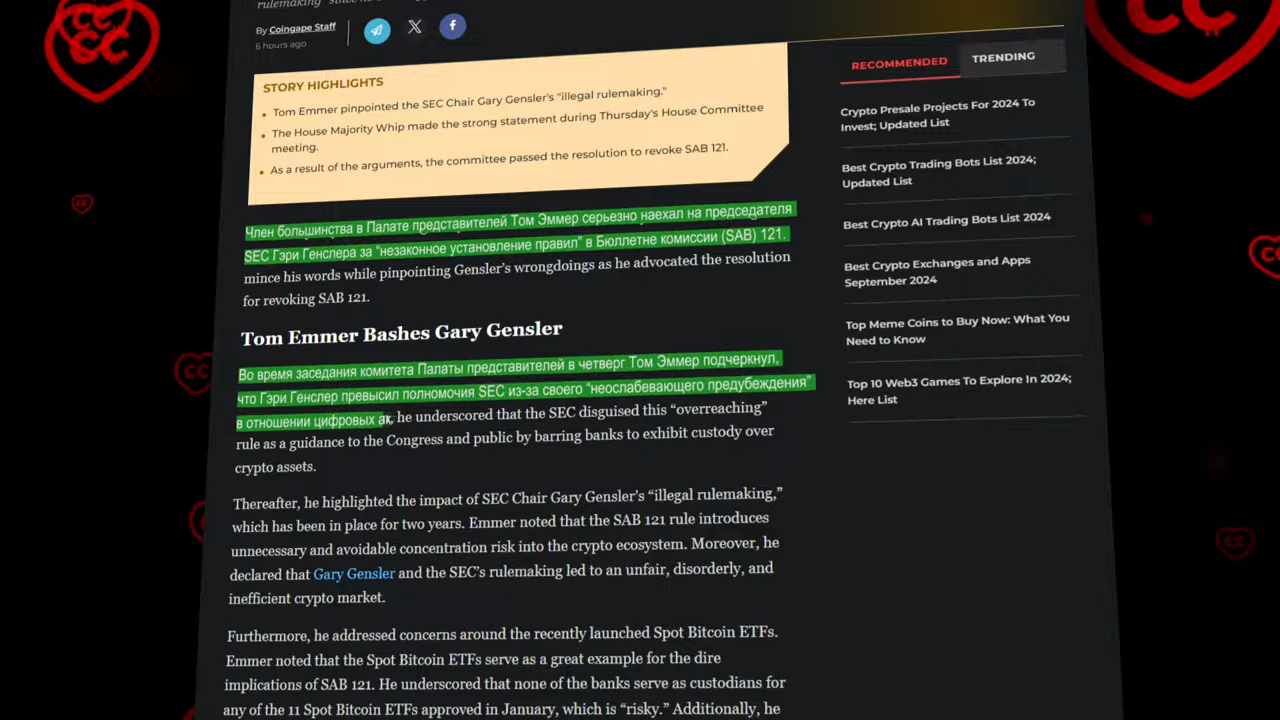 rulemaking" since
By Coingape Staff
6 hours ago
STORY HIGHLIGHTS
Tom Emmer pinpointed the SEC Chair Gary Gensler's "illegal rulemaking."
The House Majority Whip made the strong statement during Thursday's House Committee
meeting.
As a result of the arguments, the committee passed the resolution to revoke SAB 121.
Член большинства в Палате представителей Том Эммер серьезно наехал на председателя
SEC Гэри Генслера за "незаконное установление правил" в Бюллетне комиссии (SAB) 121.
mince his words while pinpointing Gensler's wrongdoings as he advocated the resolution
for revoking SAB 121.
Tom Emmer Bashes Gary Gensler
Во время заседания комитета Палаты представителей в четверг Том Эммер подчеркнул,
что Гэри Генслер превысил полномочия SEC из-за своего "неослабевающего предубеждения"
в отношении цифровых ак, he underscored that the SEC disguised this “overreaching”
rule as a guidance to the Congress and public by barring banks to exhibit custody over
crypto assets.
Thereafter, he highlighted the impact of SEC Chair Gary Gensler's “illegal rulemaking,”
which has been in place for two years. Emmer noted that the SAB 121 rule introduces
unnecessary and avoidable concentration risk into the crypto ecosystem. Moreover, he
declared that Gary Gensler and the SEC's rulemaking led to an unfair, disorderly, and
inefficient crypto market.
Furthermore, he addressed concerns around the recently launched Spot Bitcoin ETFs.
Emmer noted that the Spot Bitcoin ETFs serve as a great example for the dire
implications of SAB 121. He underscored that none of the banks serve as custodians for
any of the 11 Spot Bitcoin ETFs approved in January, which is “risky.” Additionally, he
RECOMMENDED
TRENDING
Crypto Presale Projects For 2024 To
Invest; Updated List
Best Crypto Trading Bots List 2024;
Updated List
Best Crypto AI Trading Bots List 2024
Best Crypto Exchanges and Apps
September 2024
Top Meme Coins to Buy Now: What You
Need to Know
Top 10 Web3 Games To Explore In 2024;
Here List